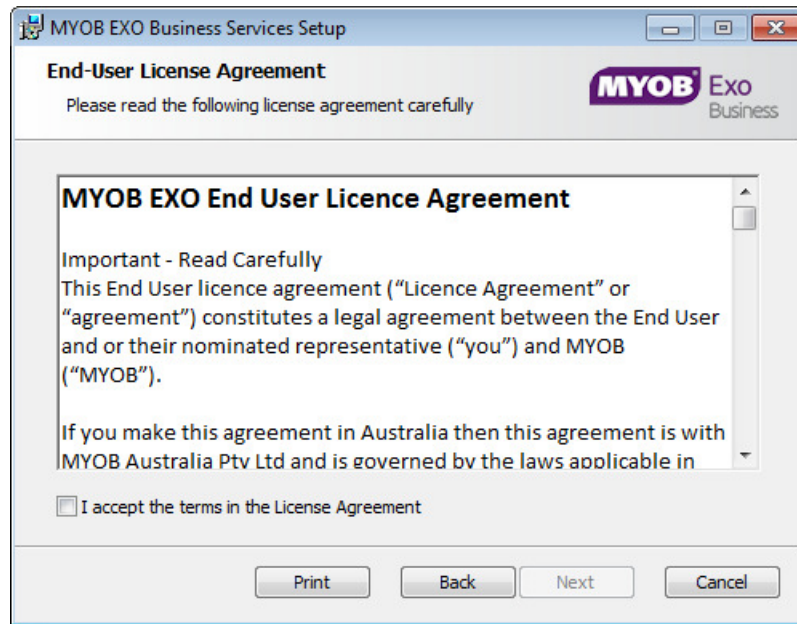 MYOB EXO Business Services Setup
End-User License Agreement
Please read the following license agreement carefully
MYOB Exo
Business
MYOB EXO End User Licence Agreement
Important - Read Carefully
This End User licence agreement (“Licence Agreement” or
“agreement”) constitutes a legal agreement between the End User
and or their nominated representative (“you”) and MYOB
(“MYOB”).
If you make this agreement in Australia then this agreement is with
MYOB Australia Pty Ltd and is governed by the laws applicable in
I accept the terms in the License Agreement
Print Back Next Cancel